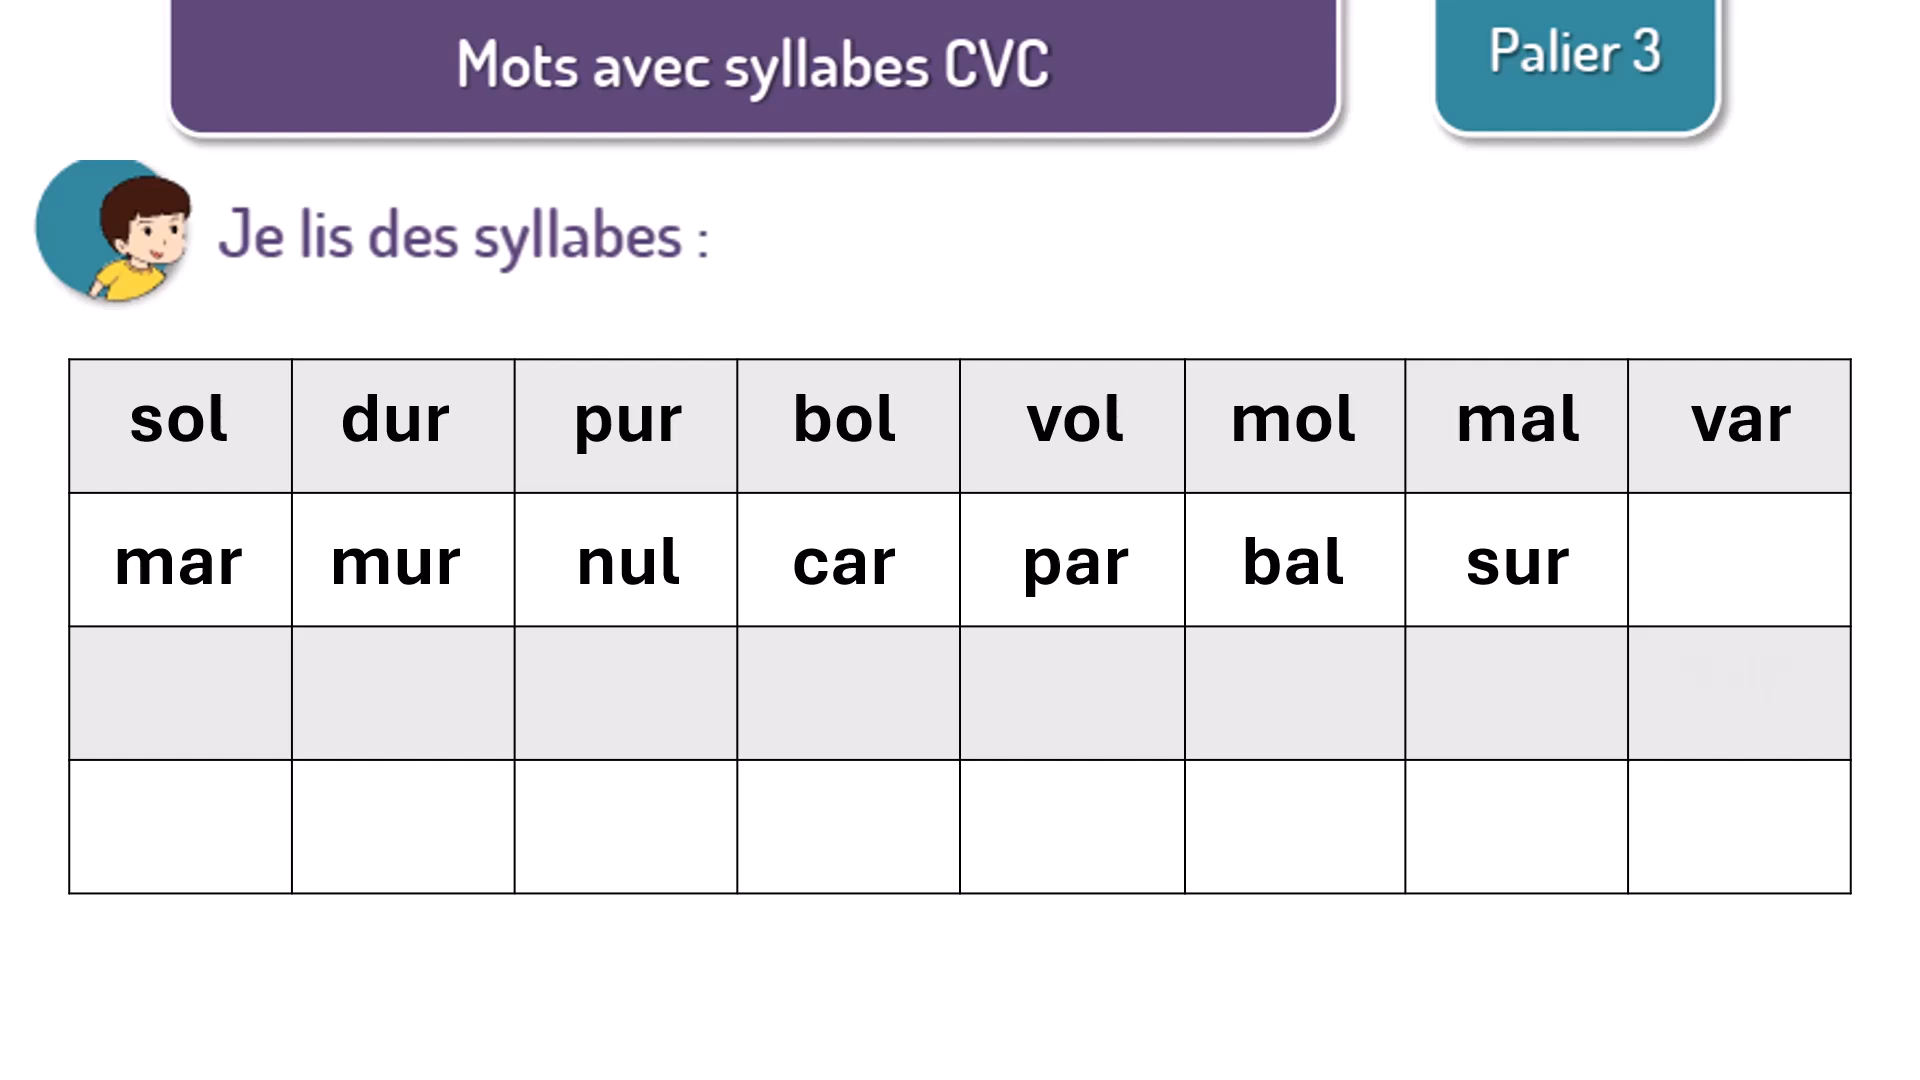 Mots avec syllabes CVC
Palier 3
Je lis des syllabes :
sol dur pur bol vol mol mal var
mar mur nul car par bal sur